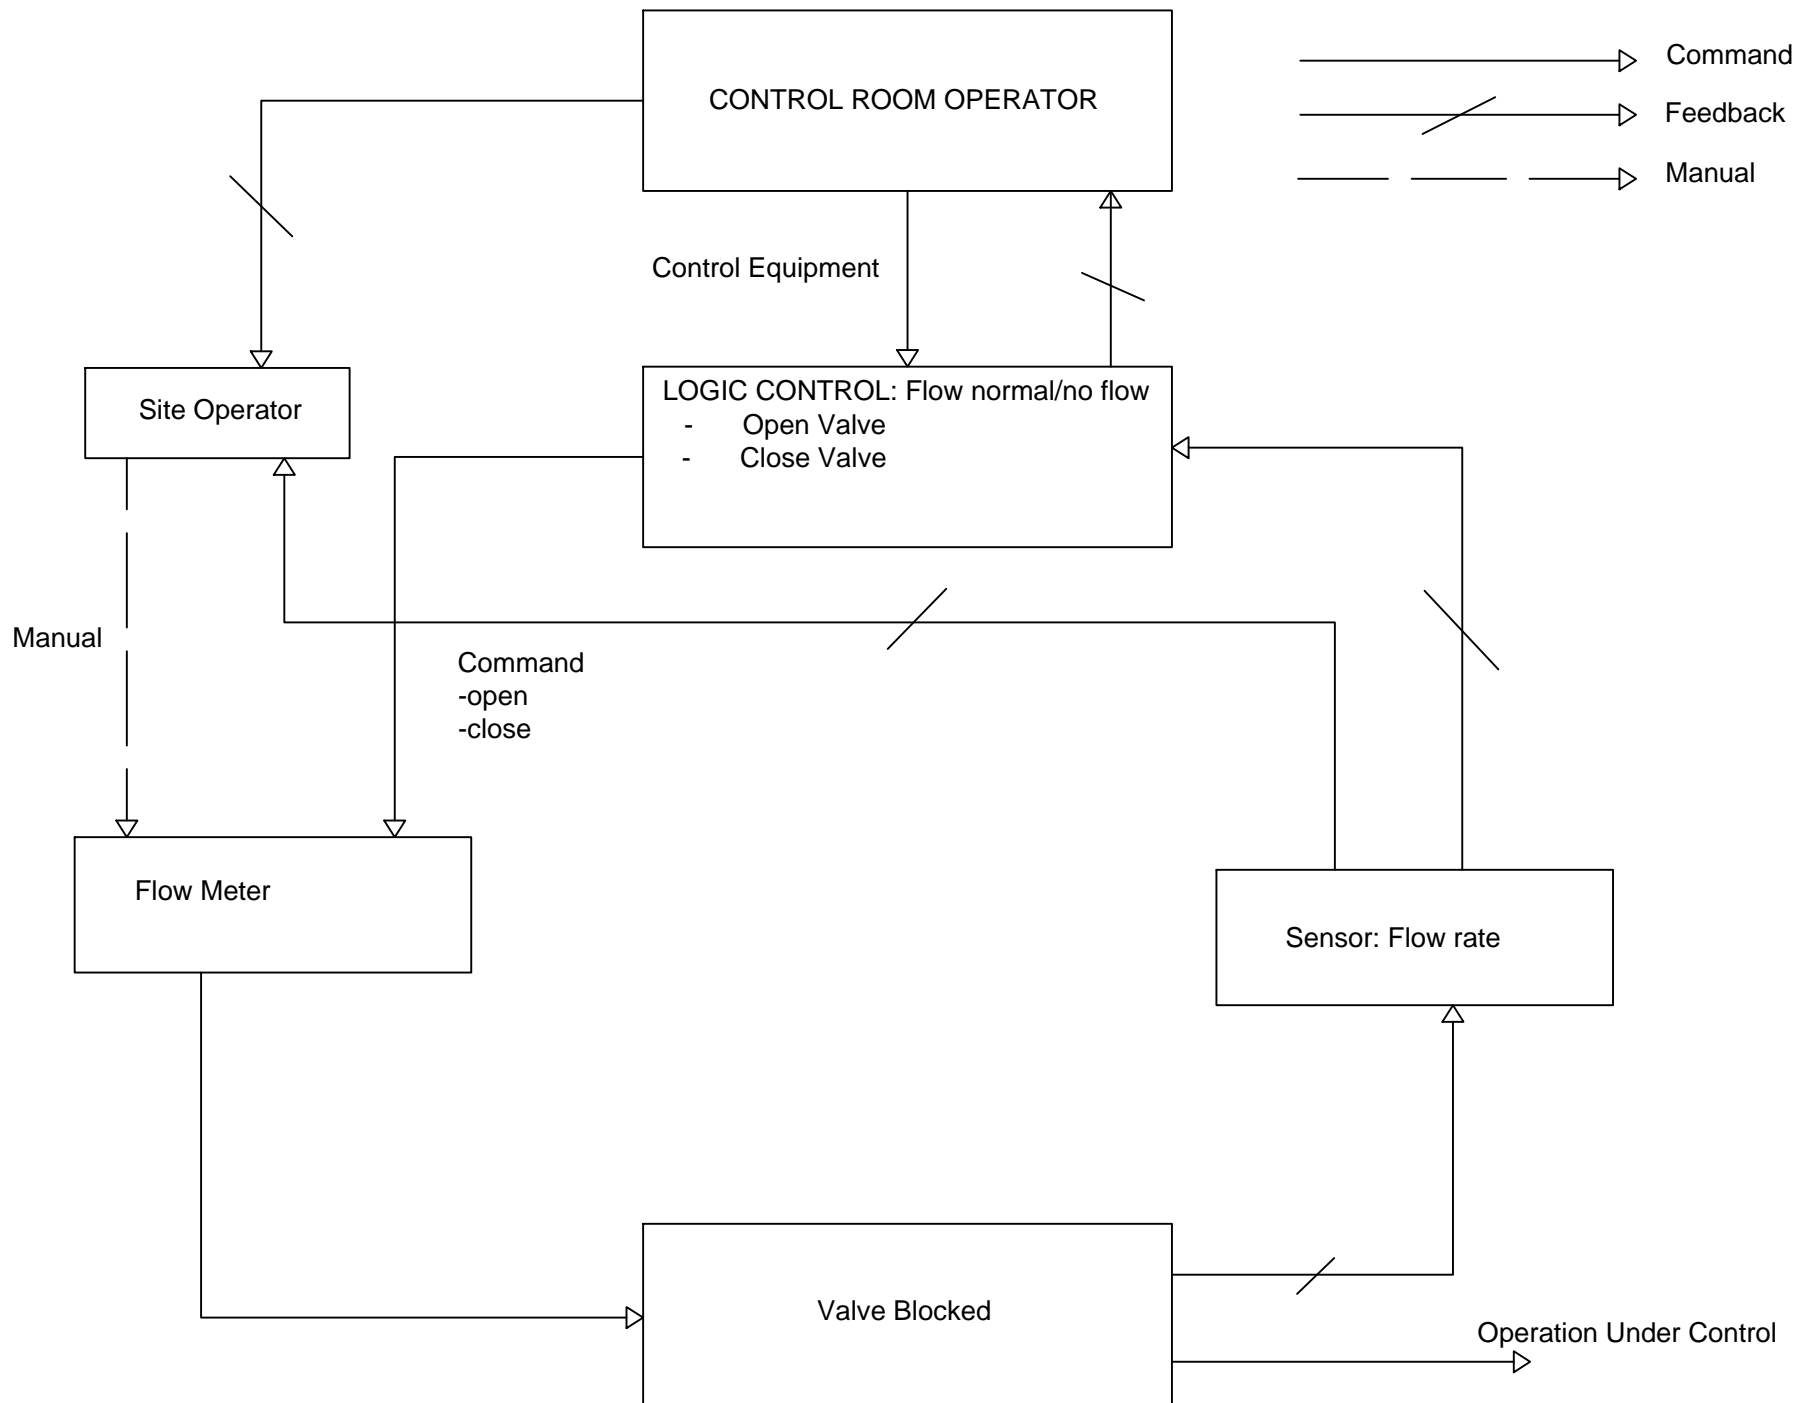 CONTROL ROOM OPERATOR
Command
Feedback
Manual
Control Equipment
Site Operator
LOGIC CONTROL: Flow normal/no flow
- Open Valve
- Close Valve
Manual
Command
-open
-close
Flow Meter
Sensor: Flow rate
Valve Blocked
Operation Under Control